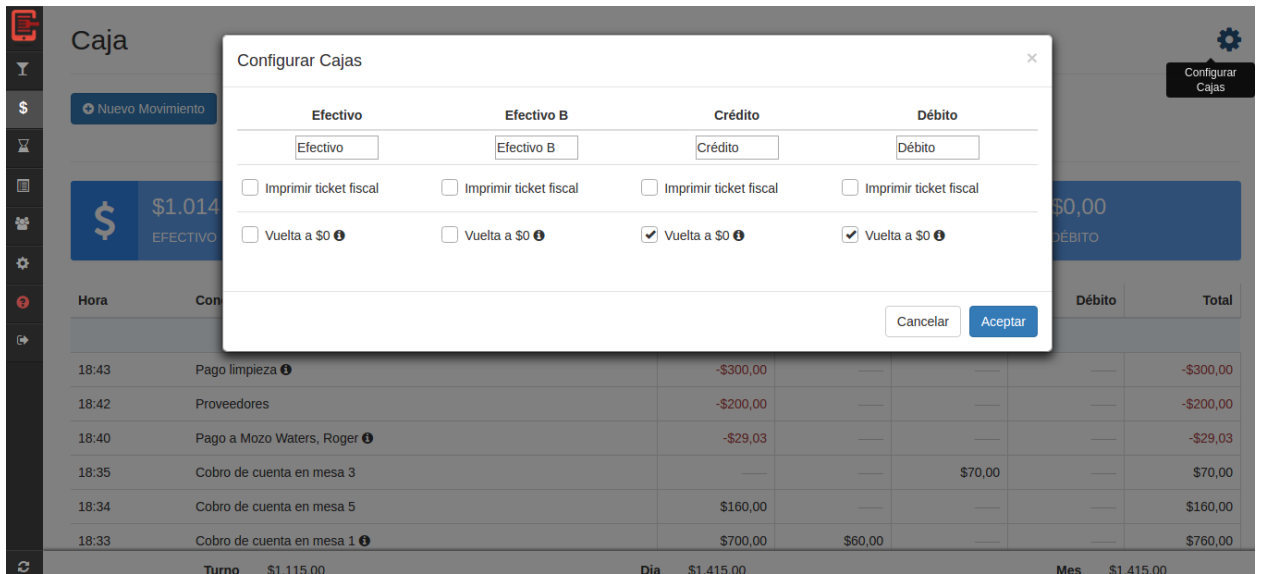 Caja
Configurar Cajas
×
Configurar
Cajas
Nuevo Movimiento
Efectivo Efectivo B Crédito Débito
Efectivo Efectivo B Crédito Débito
Imprimir ticket fiscal Imprimir ticket fiscal Imprimir ticket fiscal Imprimir ticket fiscal
$1.014
$0,00
EFECTIVO
DÉBITO
Vuelta a $0 Vuelta a $0 Vuelta a $0 Vuelta a $0
Hora Débito Total
Cancelar Aceptar
18:43 Pago limpieza -$300,00 -$300,00
18:42 Proveedores -$200,00 -$200,00
18:40 Pago a Mozo Waters, Roger -$29,03 -$29,03
18:35 Cobro de cuenta en mesa 3 $70,00 $70,00
18:34 Cobro de cuenta en mesa 5 $160,00 $160,00
18:33 Cobro de cuenta en mesa 1 $700,00 $60,00 $760,00
Turno $1.115,00 Dia $1.415,00 Mes $1.415,00